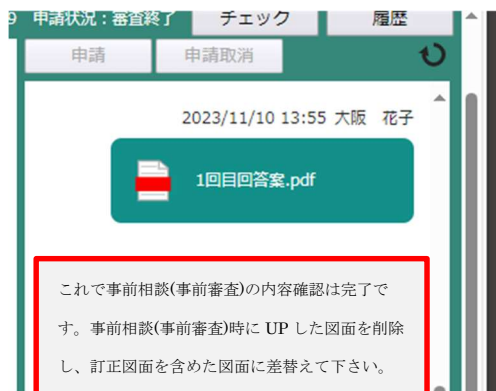 9 申請状況：審査終了 チェック 履歴
申請 申請取消
2023/11/10 13:55 大阪 花子
1回目回答案.pdf
これで事前相談(事前審査)の内容確認は完了で
す。事前相談(事前審査)時に UP した図面を削除
し、訂正図面を含めた図面に差替えて下さい。